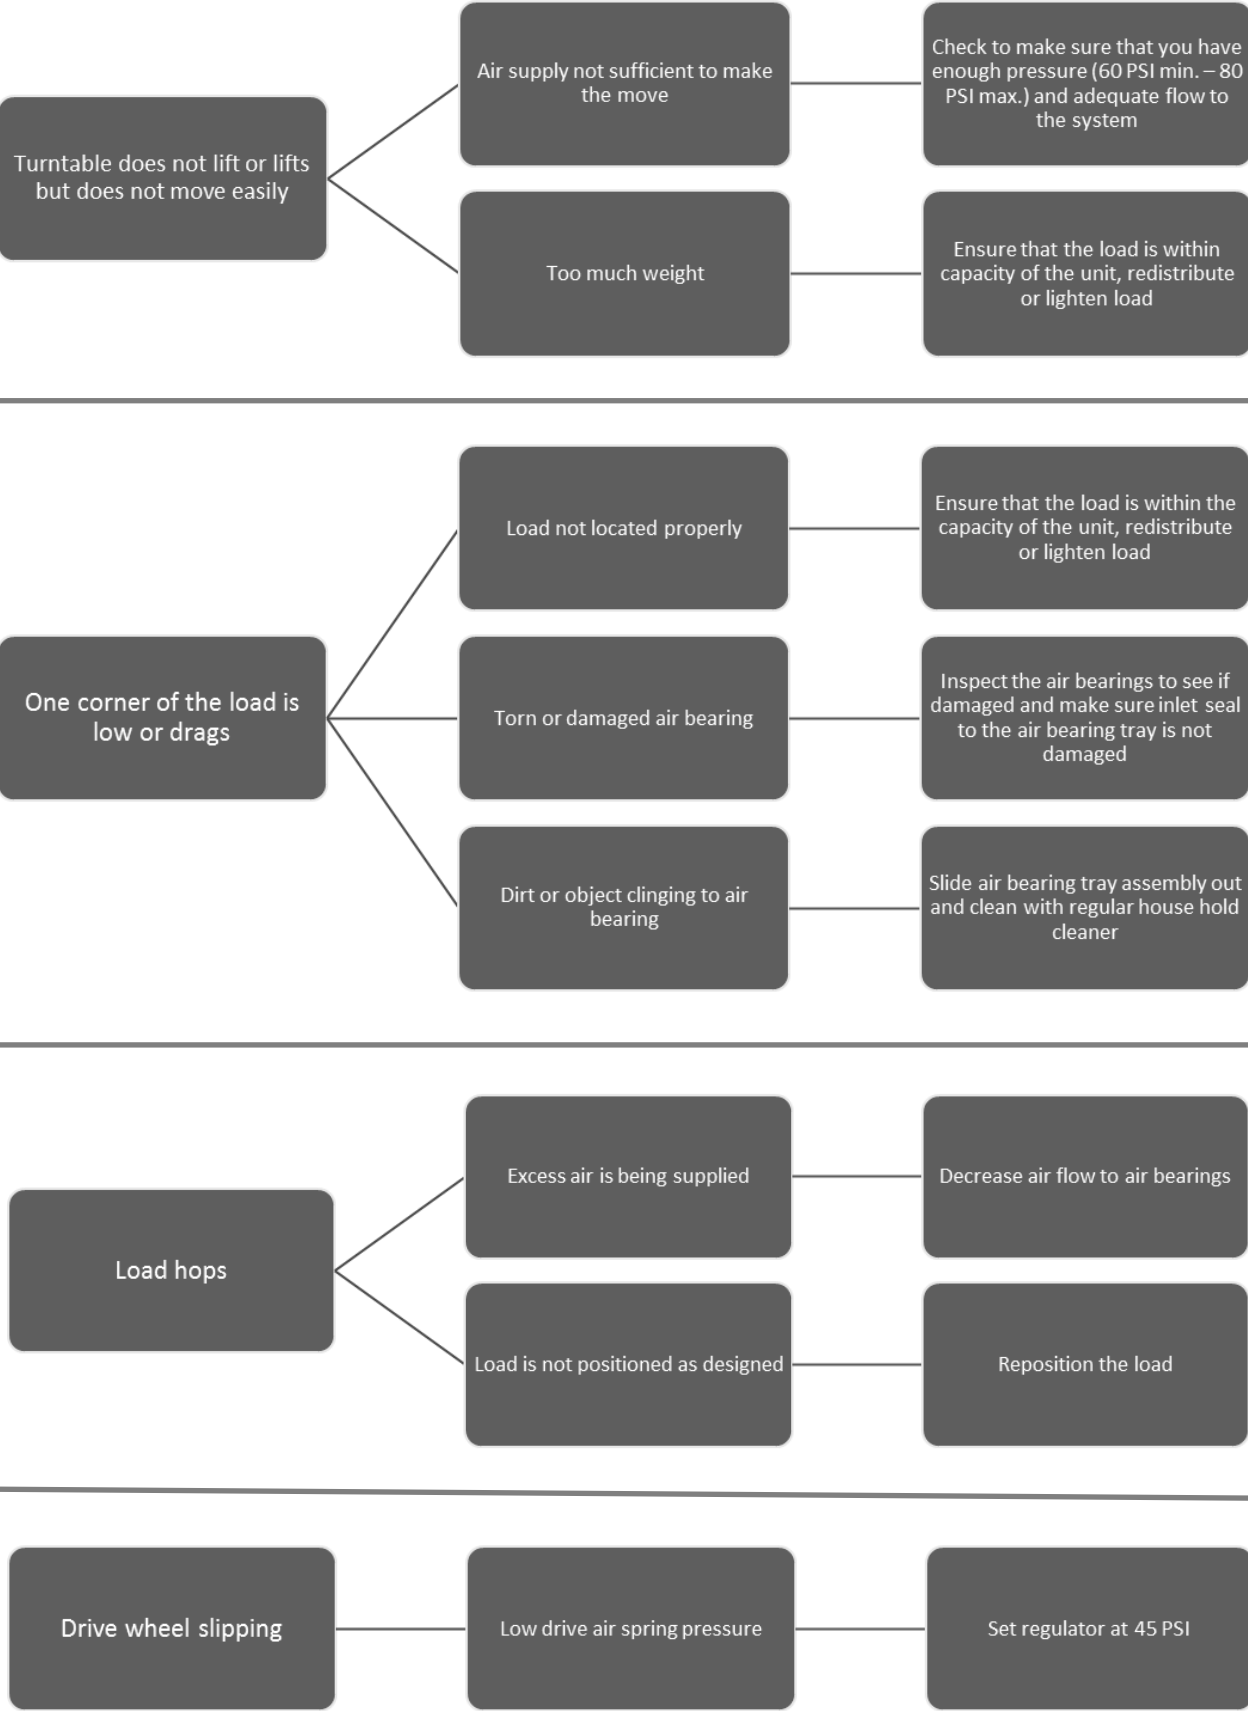 Turntable does not lift or lifts
but does not move easily
Air supply not sufficient to make
the move
Check to make sure that you have
enough pressure (60 PSI min. – 80
PSI max.) and adequate flow to
the system
Too much weight
Ensure that the load is within
capacity of the unit, redistribute
or lighten load
One corner of the load is
low or drags
Load not located properly
Ensure that the load is within the
capacity of the unit, redistribute
or lighten load
Torn or damaged air bearing
Inspect the air bearings to see if
damaged and make sure inlet seal
to the air bearing tray is not
damaged
Dirt or object clinging to air
bearing
Slide air bearing tray assembly out
and clean with regular house hold
cleaner
Load hops
Excess air is being supplied
Decrease air flow to air bearings
Load is not positioned as designed
Reposition the load
Drive wheel slipping
Low drive air spring pressure
Set regulator at 45 PSI